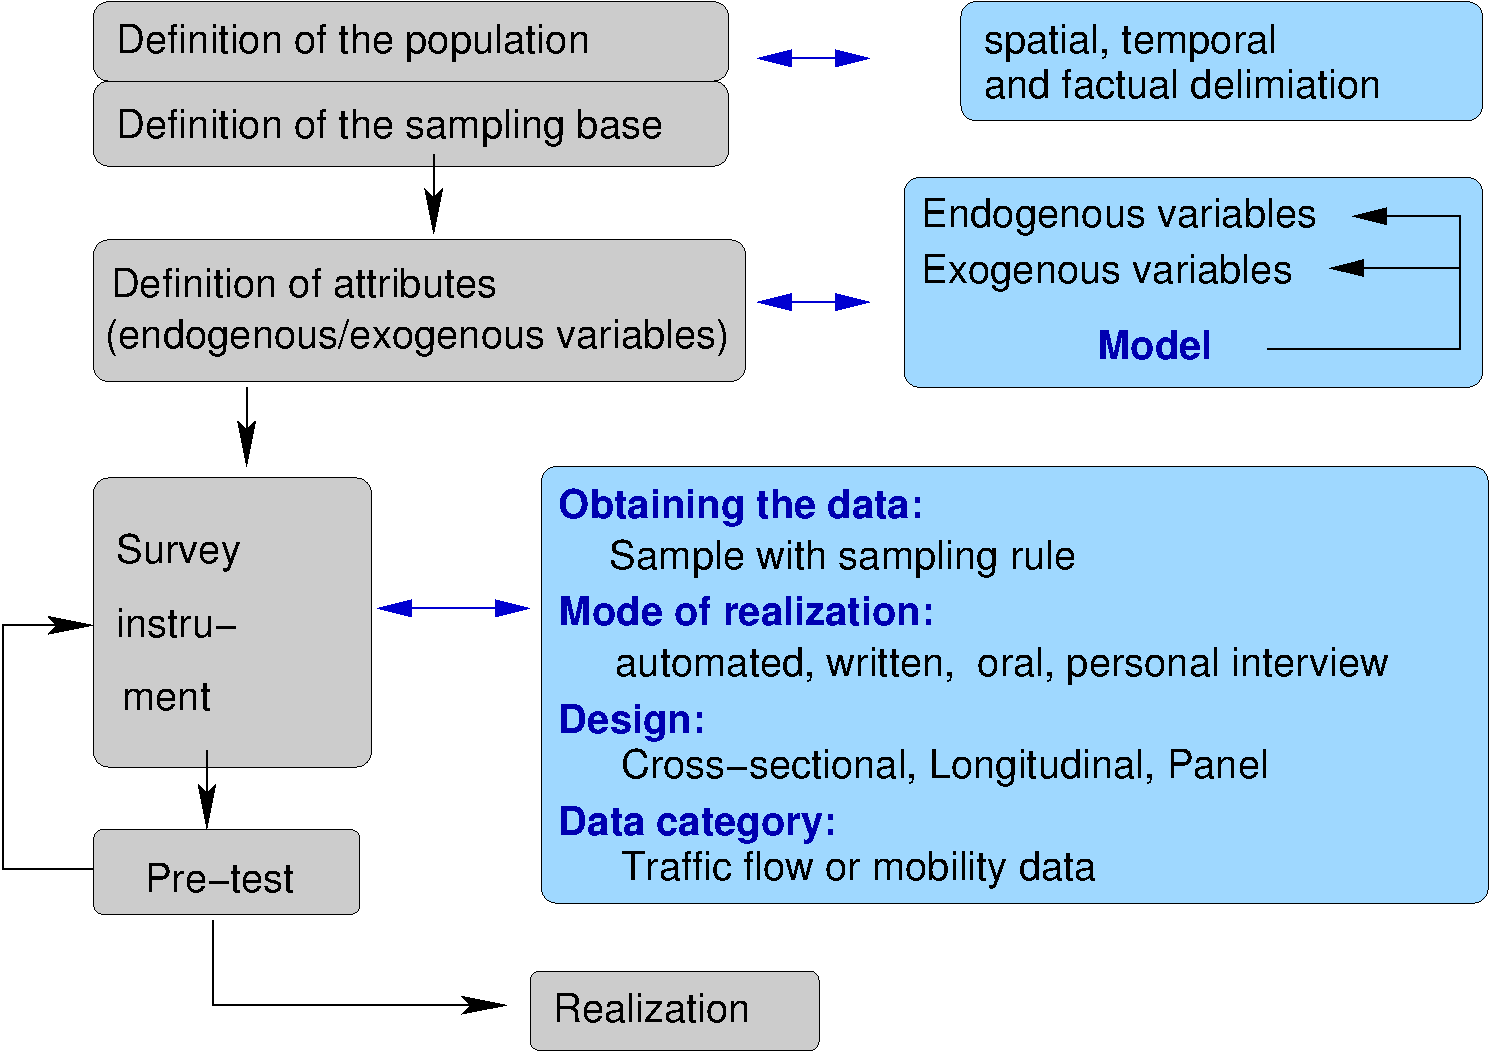 Definition of the population
spatial, temporal
and factual delimiation
Definition of the sampling base
Definition of attributes
(endogenous/exogenous variables)
Endogenous variables
Exogenous variables
Model
Survey
instru−
ment
Obtaining the data:
Sample with sampling rule
Mode of realization:
automated, written,  oral, personal interview
Design:
Cross−sectional, Longitudinal, Panel
Data category:
Traffic flow or mobility data
Pre−test
Realization